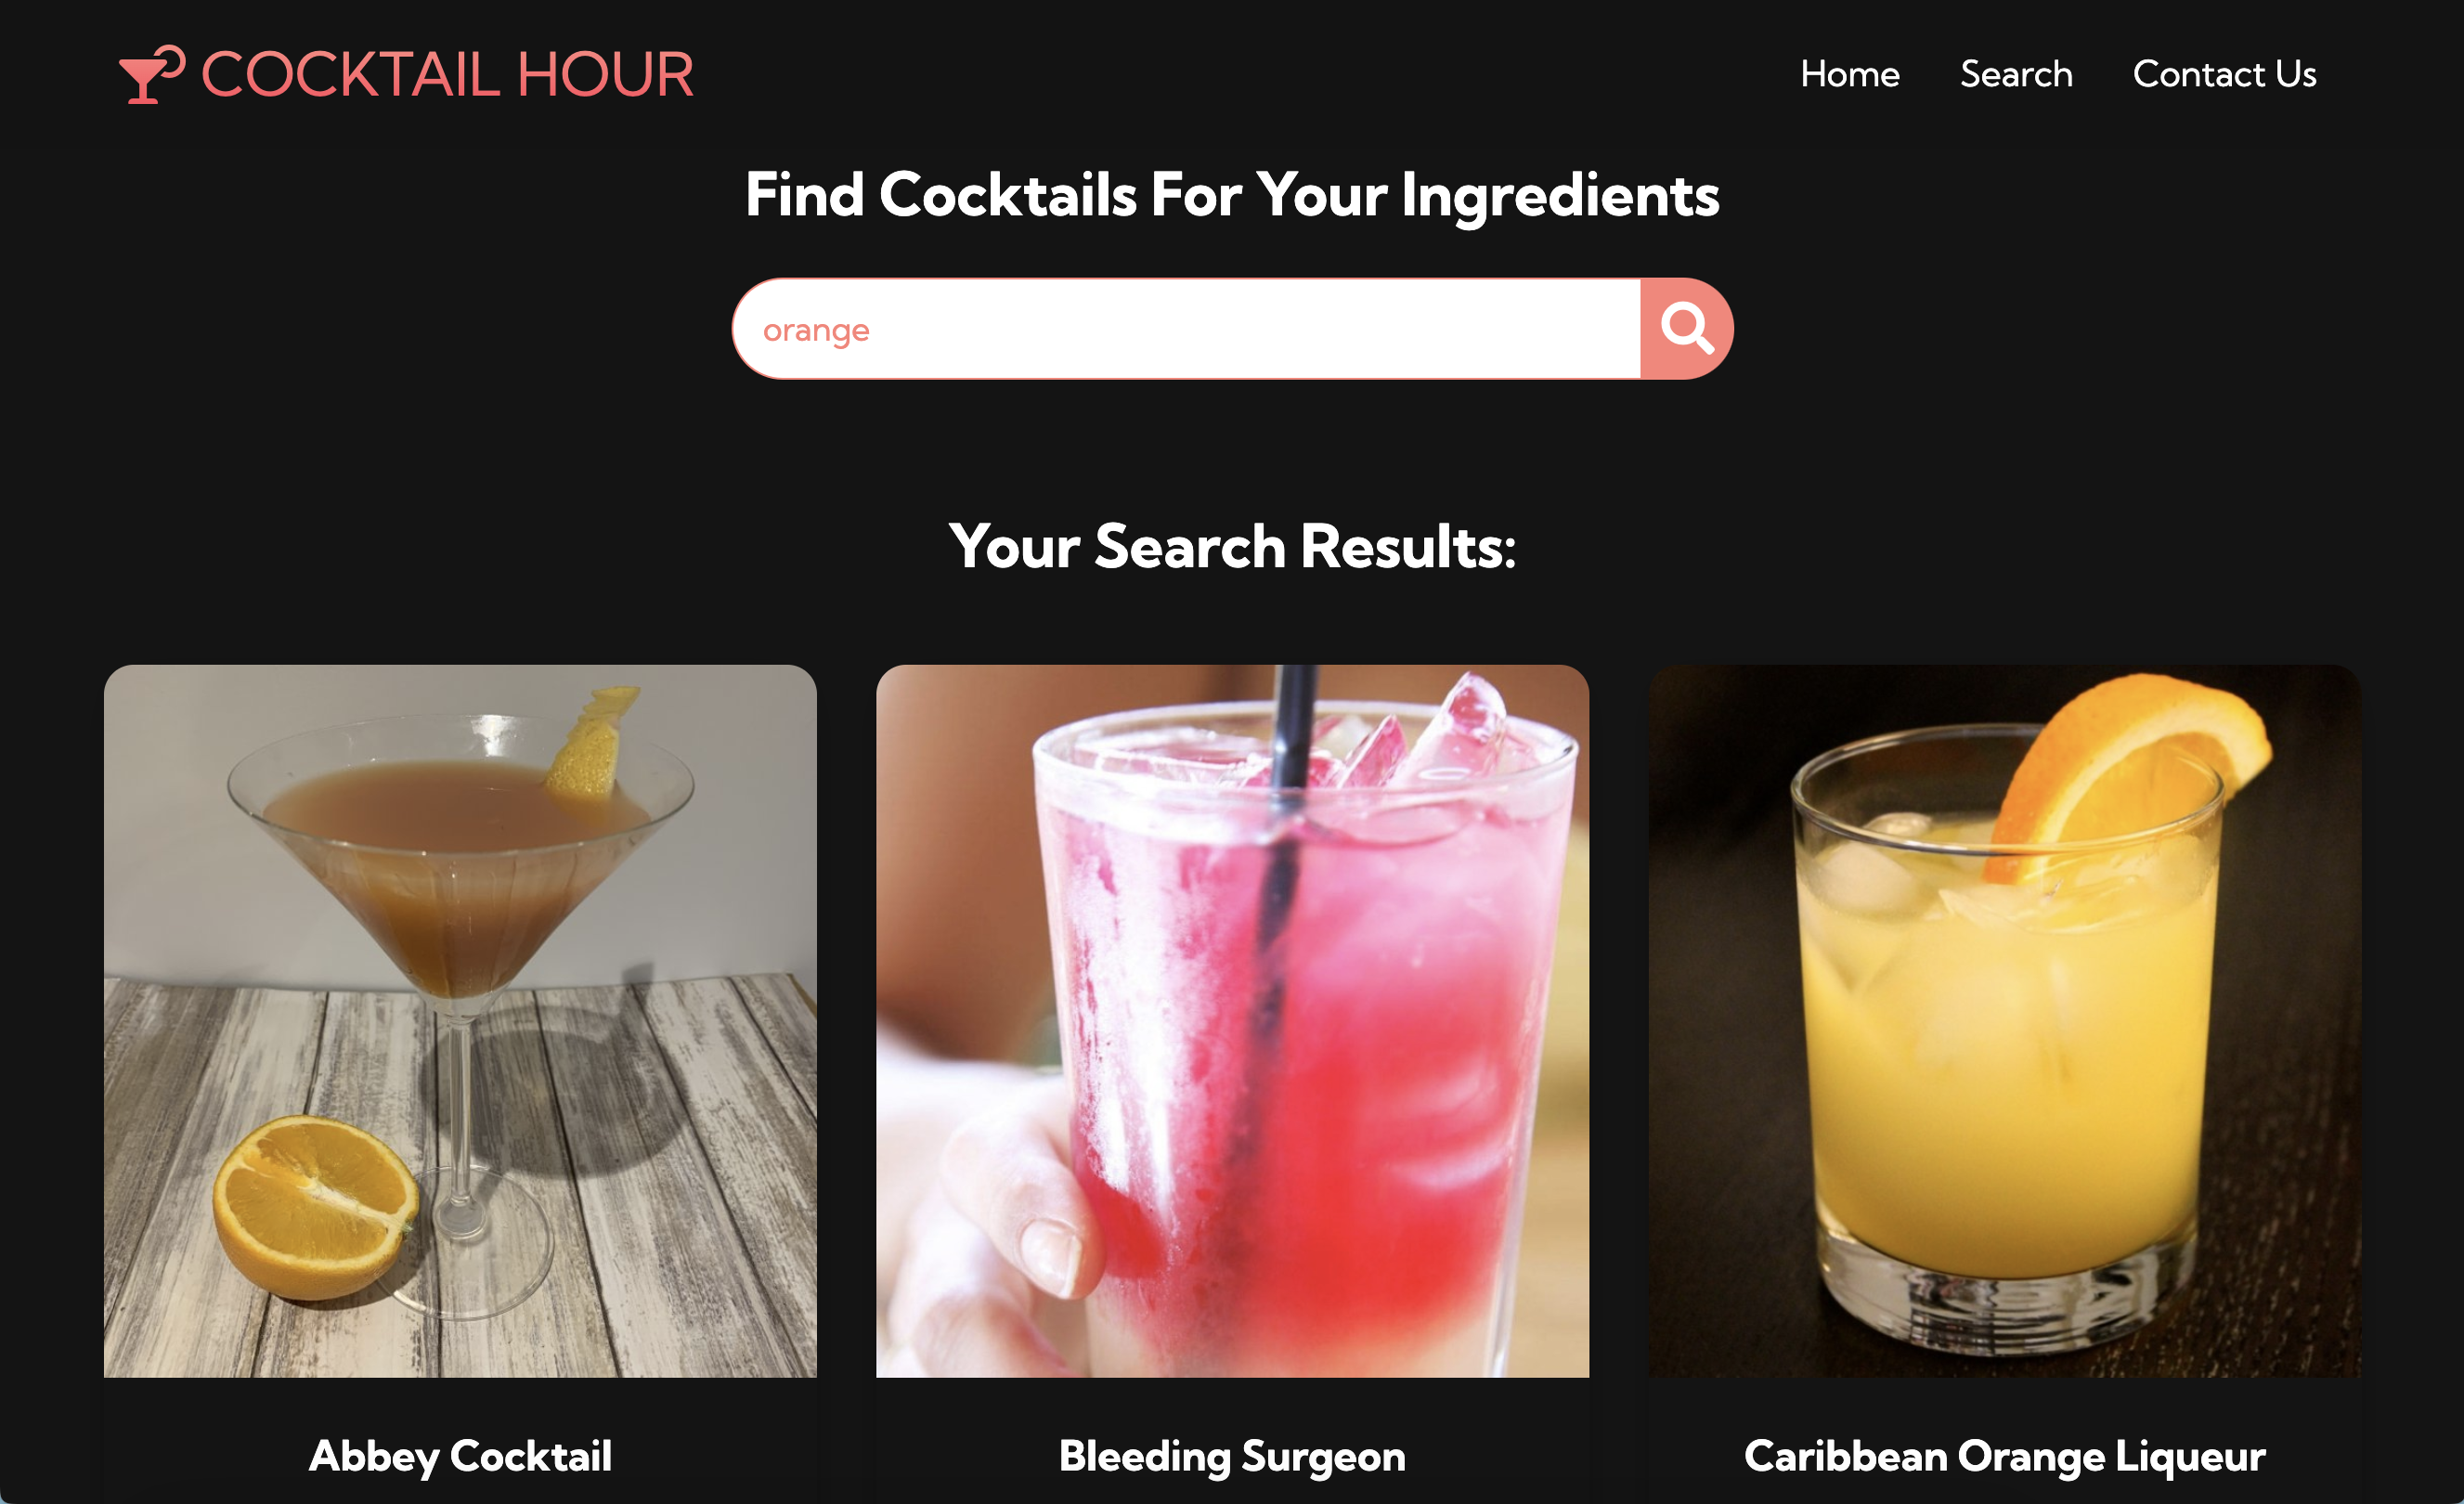 COCKTAIL HOUR
Home Search Contact Us
Find Cocktails For Your Ingredients
orange
Your Search Results:
Abbey Cocktail
Bleeding Surgeon
Caribbean Orange Liqueur